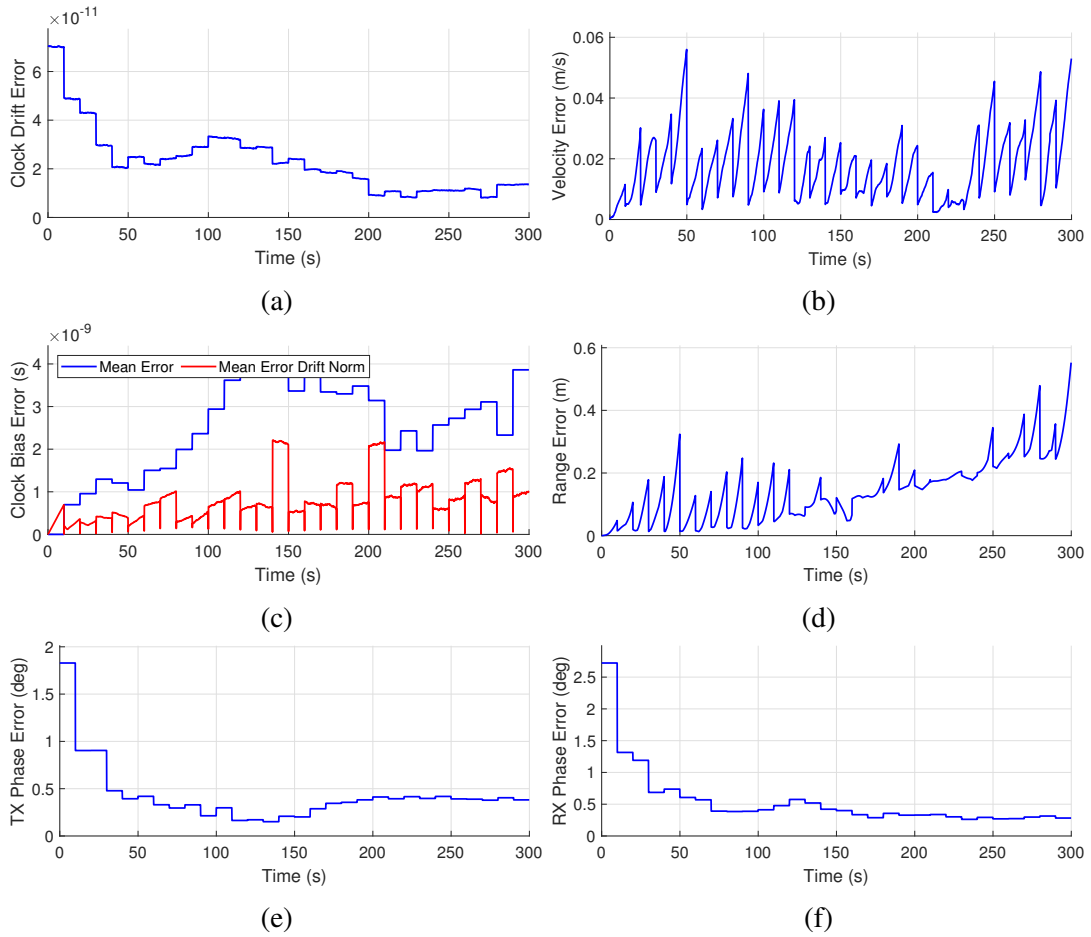 ×10-11
Clock Drift Error
6
4
2
0
0 50 100 150 200 250 300
Time (s)
(a)
Velocity Error (m/s)
0.06
0.04
0.02
0
0 50 100 150 200 250 300
Time (s)
(b)
×10-9
Clock Bias Error (s)
Mean Error Mean Error Drift Norm
4
3
2
1
0
0 50 100 150 200 250 300
Time (s)
(c)
Range Error (m)
0.6
0.4
0.2
0
0 50 100 150 200 250 300
Time (s)
(d)
TX Phase Error (deg)
2
1.5
1
0.5
0
0 50 100 150 200 250 300
Time (s)
(e)
RX Phase Error (deg)
2.5
2
1.5
1
0.5
0
0 50 100 150 200 250 300
Time (s)
(f)